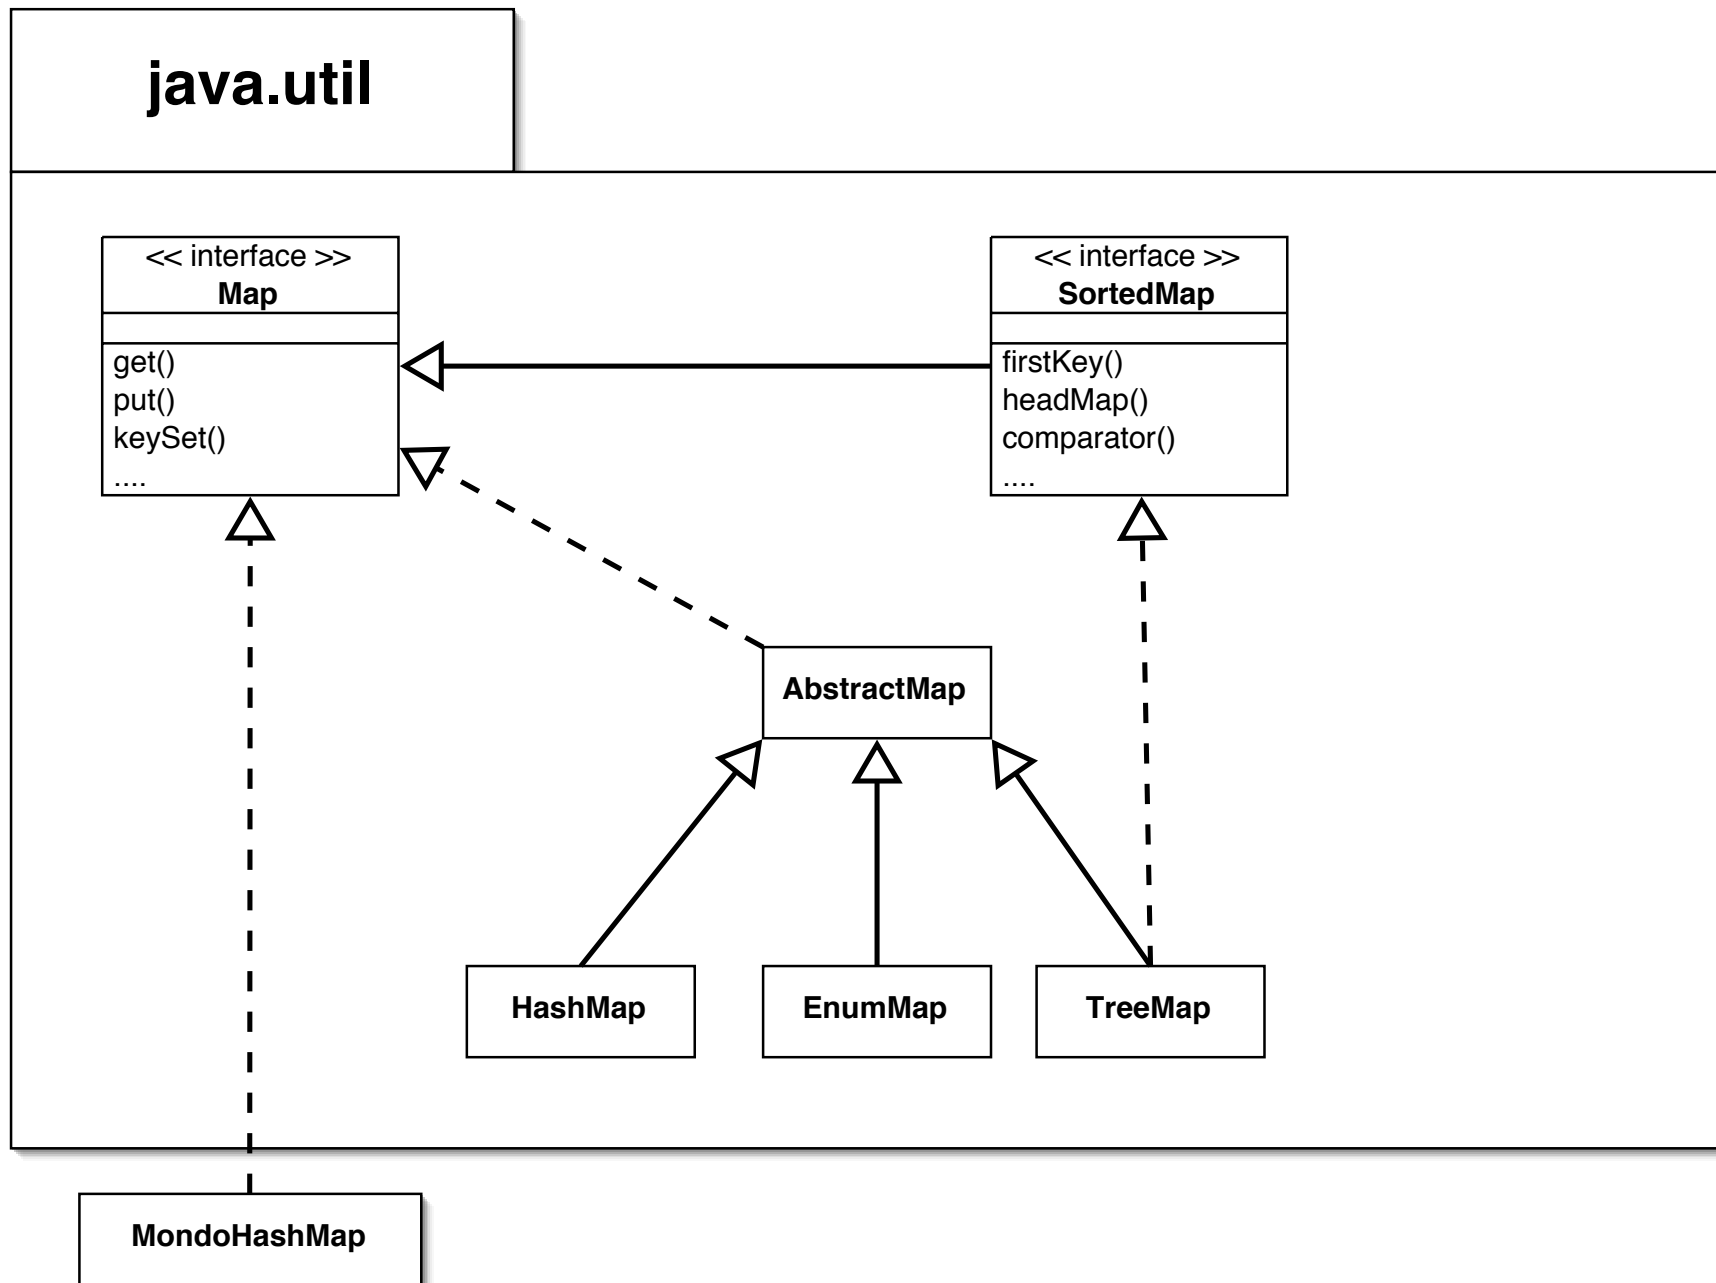 java.util
<< interface >>
Map
get()
put()
keySet()
....
<< interface >>
SortedMap
firstKey()
headMap()
comparator()
....
AbstractMap
HashMap
EnumMap
TreeMap
MondoHashMap